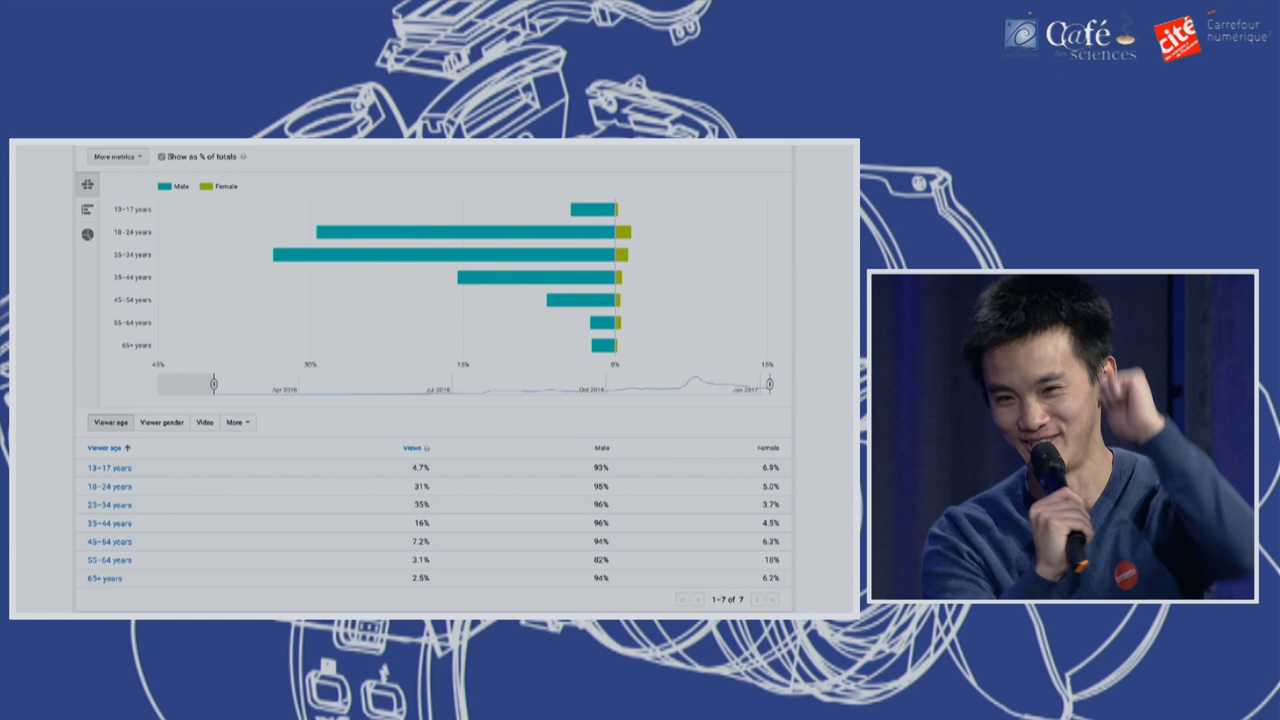 Café
des sciences
cité
Carrefour
numérique²
More metrics
Show as % of totals
Male Female
13–17 years
18–24 years
25–34 years
35–44 years
45–54 years
55–64 years
65+ years
45% 30% 15% 0% 15%
Apr 2016 Jul 2016 Oct 2016 Jan 2017
Viewer age Viewer gender Video More
Viewer age Views Male Female
13–17 years 4.7% 93% 6.9%
18–24 years 31% 95% 5.0%
25–34 years 35% 96% 3.7%
35–44 years 16% 96% 4.5%
45–54 years 7.2% 94% 6.3%
55–64 years 3.1% 82% 18%
65+ years 2.5% 94% 6.2%
1–7 of 7